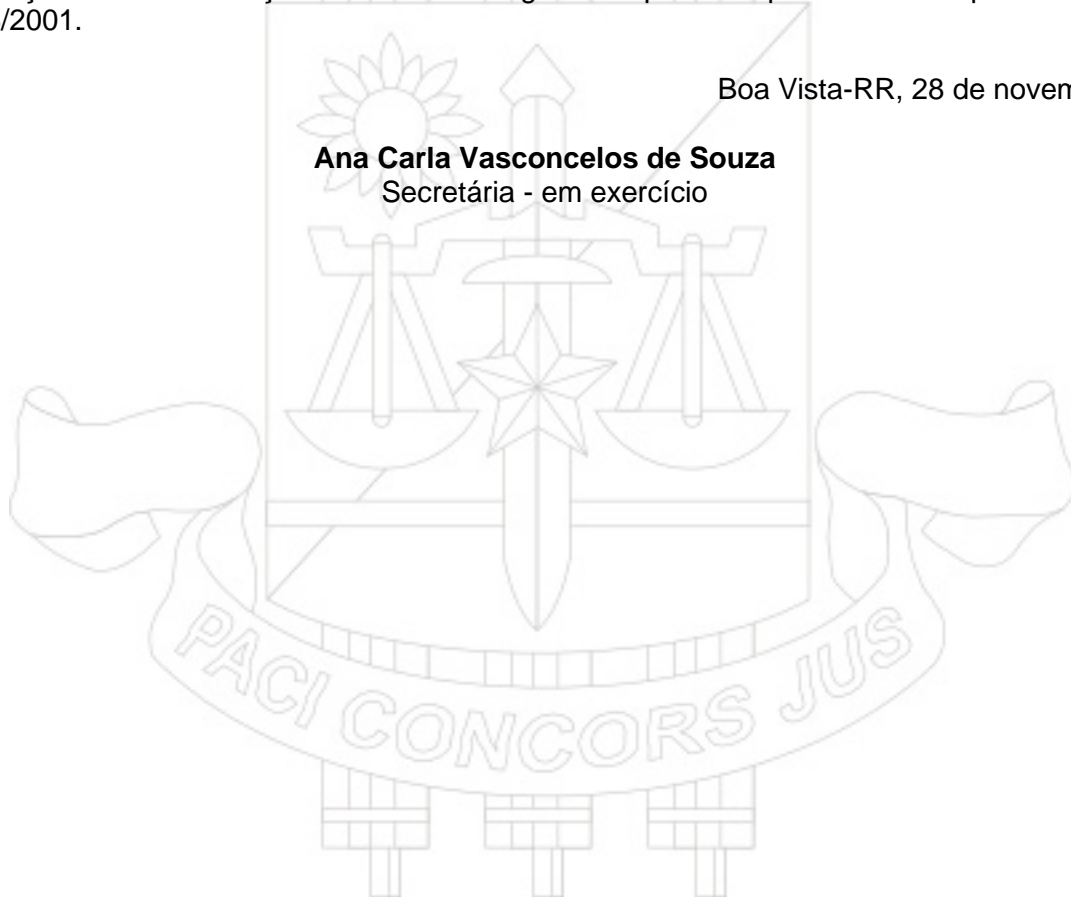 /2001.
Boa Vista-RR, 28 de novem
Ana Carla Vasconcelos de Souza
Secretária - em exercício
PACI CONCORS JUS